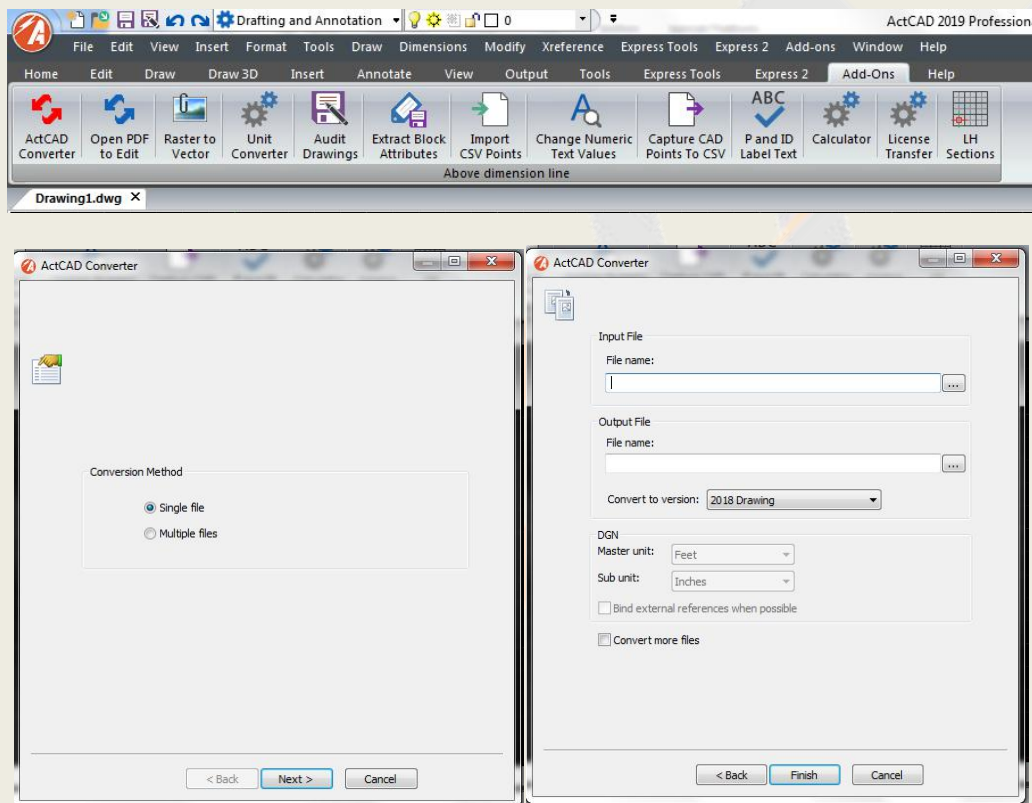 Drafting and Annotation 0 ActCAD 2019 Profession
File Edit View Insert Format Tools Draw Dimensions Modify Xreference Express Tools Express 2 Add-ons Window Help
Home Edit Draw Draw 3D Insert Annotate View Output Tools Express Tools Express 2 Add-Ons Help
ActCAD Converter
Open PDF to Edit
Raster to Vector
Unit Converter
Audit Drawings
Extract Block Attributes
Import CSV Points
Change Numeric Text Values
Capture CAD Points To CSV
ABC
P and ID Label Text
Calculator
License Transfer
LH Sections
Above dimension line
Drawing1.dwg X
ActCAD Converter
Conversion Method
Single file
Multiple files
< Back Next > Cancel
ActCAD Converter
Input File
File name:
...
Output File
File name:
...
Convert to version: 2018 Drawing
DGN
Master unit: Feet
Sub unit: Inches
Bind external references when possible
Convert more files
< Back Finish Cancel